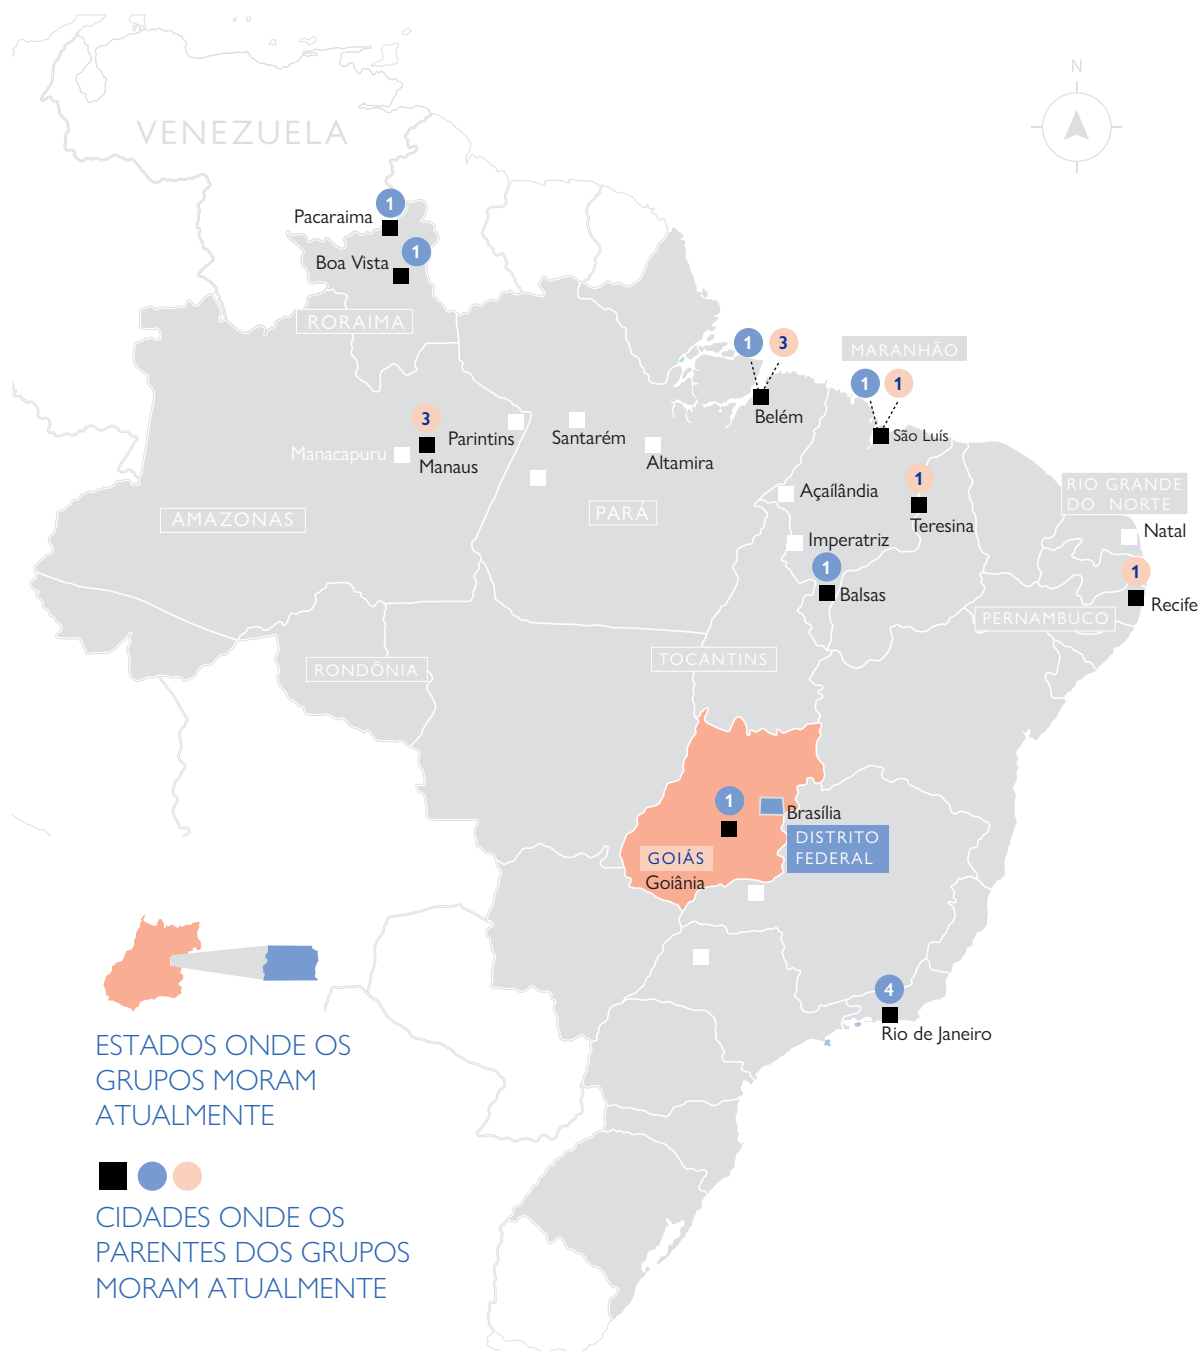 N
VENEZUELA
1
Pacaraima
1
Boa Vista
RORAIMA
1
3
MARANHÃO
1
1
Belém
São Luís
3
Parintins
Santarém
Manacapuru
Manaus
Altamira
1
Açaílândia
RIO GRANDE
DO NORTE
AMAZONAS
PARÁ
Teresina
Natal
Imperatriz
1
1
Balsas
Recife
PERNAMBUCO
RONDÔNIA
TOCANTINS
1
Brasília
DISTRITO
FEDERAL
GOIÁS
Goiânia
4
Rio de Janeiro
ESTADOS ONDE OS
GRUPOS MORAM
ATUALMENTE
CIDADES ONDE OS
PARENTES DOS GRUPOS
MORAM ATUALMENTE